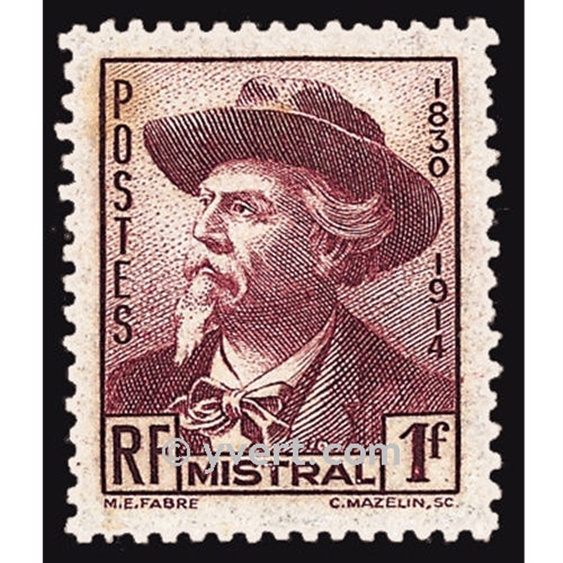 POSTES
1830 1914
RF MISTRAL 1f
© yvert.com
M.E.FABRE C.MAZELIN, SC.